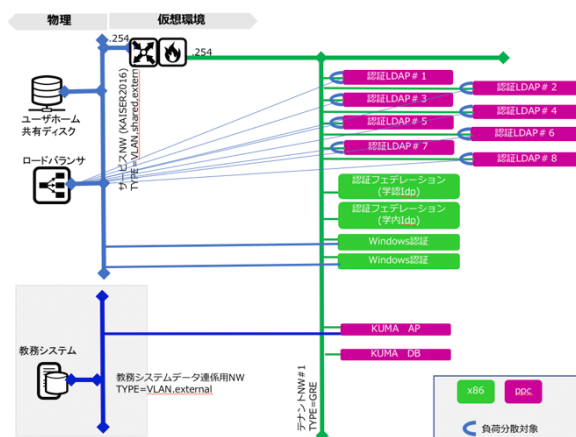 物理
仮想環境
.254
.254
認証LDAP#1
認証LDAP#2
認証LDAP#3
認証LDAP#4
認証LDAP#5
認証LDAP#6
認証LDAP#7
認証LDAP#8
ユーザホーム
共有ディスク
ロードバランサ
サービスNW (KAISER2016)
TYPE=VLAN,shared,extern
認証フェデレーション
(学認Idp)
認証フェデレーション
(学内Idp)
Windows認証
Windows認証
KUMA AP
KUMA DB
教務システム
教務システムデータ連係用NW
TYPE=VLAN.external
テナントNW#1
TYPE=GRE
x86
ppc
負荷分散対象